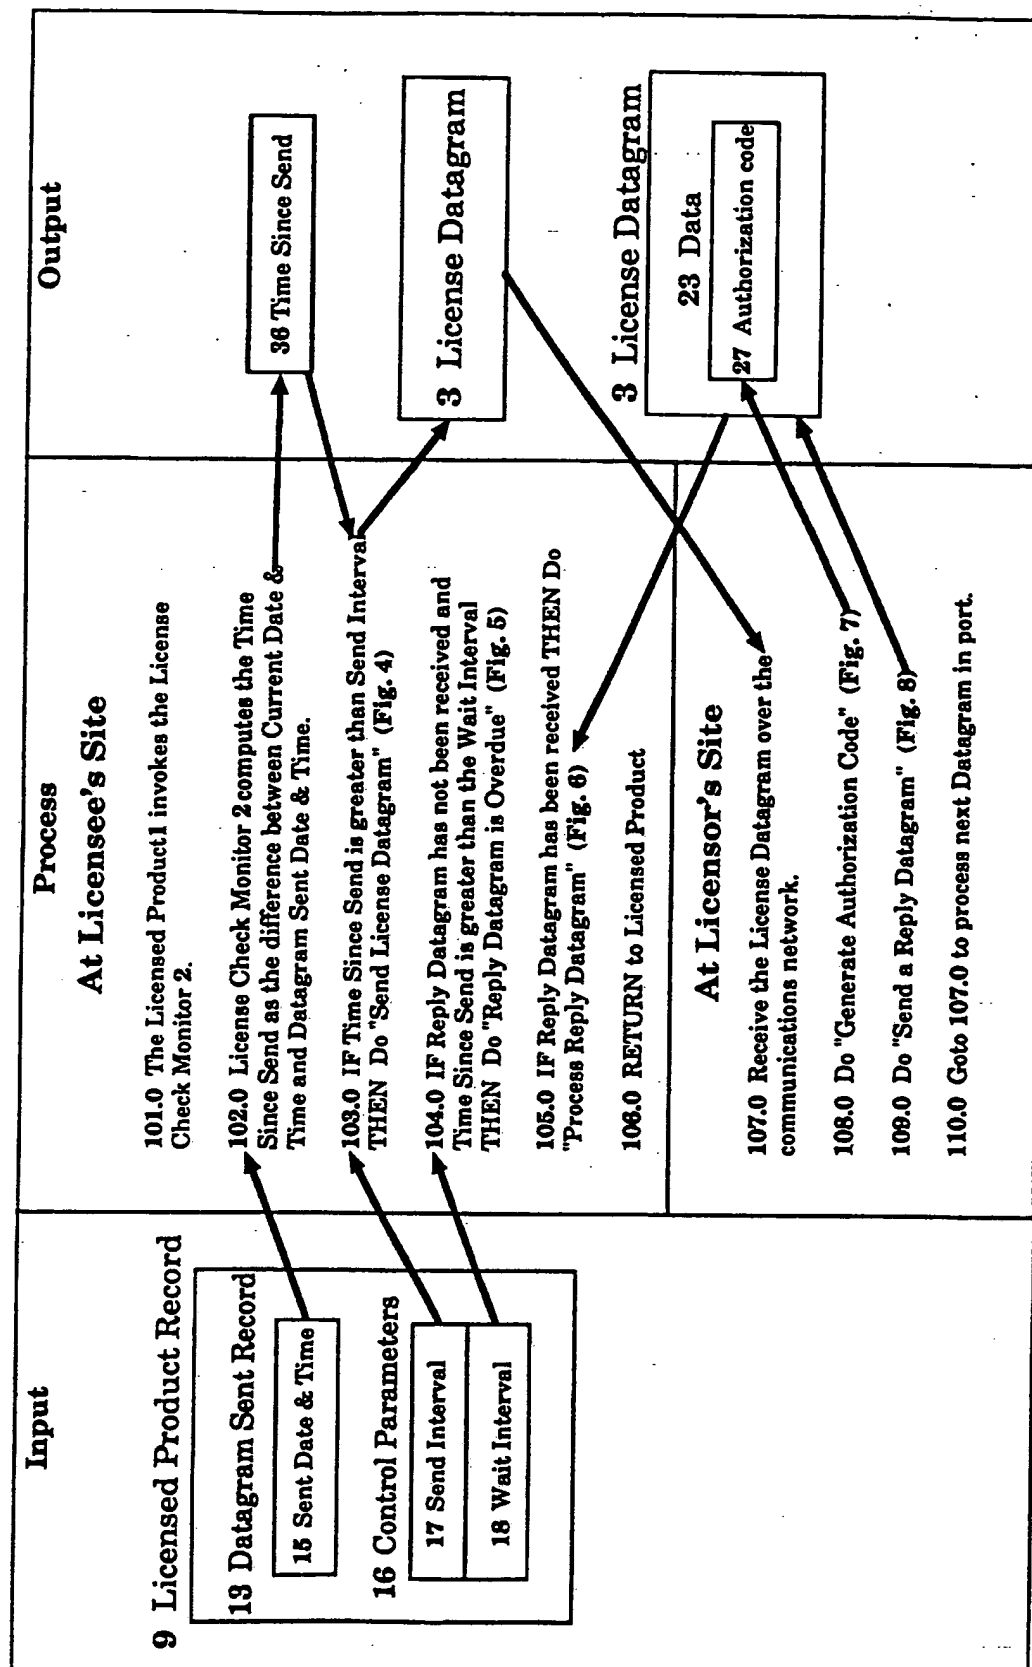 Input
9 Licensed Product Record
13 Datagram Sent Record
15 Sent Date & Time
16 Control Parameters
17 Send Interval
18 Wait Interval
Process
At Licensee's Site
101.0 The Licensed Product1 invokes the License
Check Monitor 2.
102.0 License Check Monitor 2 computes the Time
Since Send as the difference between Current Date &
Time and Datagram Sent Date & Time.
103.0 IF Time Since Send is greater than Send Interval
THEN Do "Send License Datagram" (Fig. 4)
104.0 IF Reply Datagram has not been received and
Time Since Send is greater than the Wait Interval
THEN Do "Reply Datagram is Overdue" (Fig. 5)
105.0 IF Reply Datagram has been received THEN Do
"Process Reply Datagram" (Fig. 6)
106.0 RETURN to Licensed Product
At Licensor's Site
107.0 Receive the License Datagram over the
communications network.
108.0 Do "Generate Authorization Code" (Fig. 7)
109.0 Do "Send a Reply Datagram" (Fig. 8)
110.0 Goto 107.0 to process next Datagram in port.
Output
36 Time Since Send
3 License Datagram
3 License Datagram
23 Data
27 Authorization code